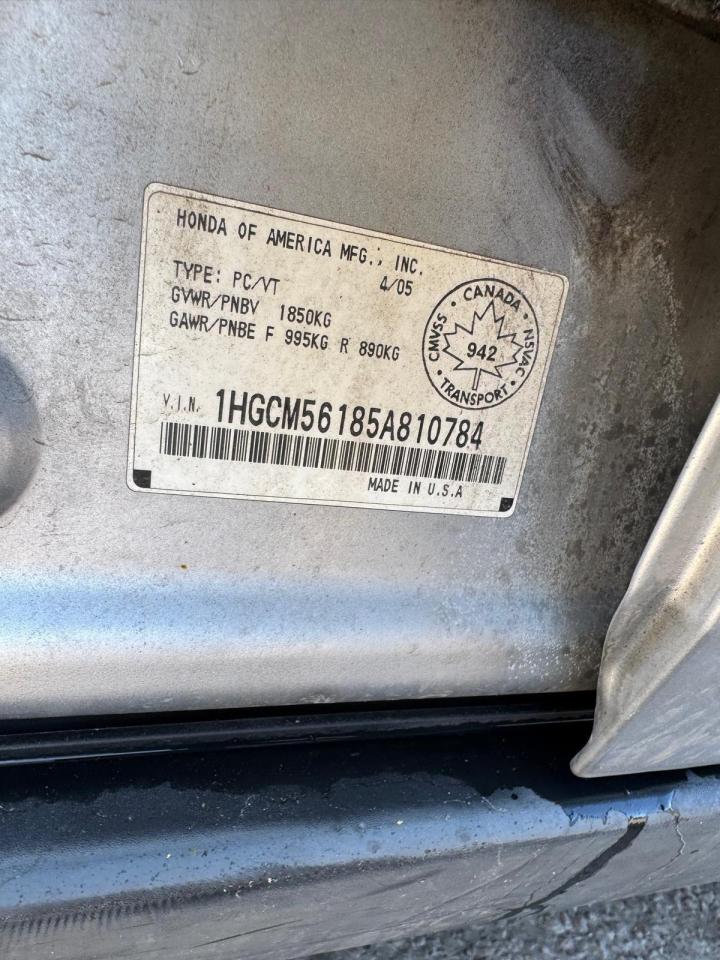 HONDA OF AMERICA MFG., INC.
4/05
TYPE: PC/VT
GVWR/PNBV 1850KG
GAWR/PNBE F 995KG R 890KG
CMVSS • CANADA • NSVAC • TRANSPORT •
942
V.I.N. 1HGCM56185A810784
MADE IN U.S.A